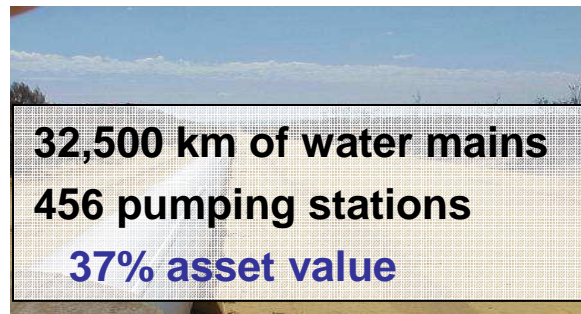 32,500 km of water mains
456 pumping stations
37% asset value